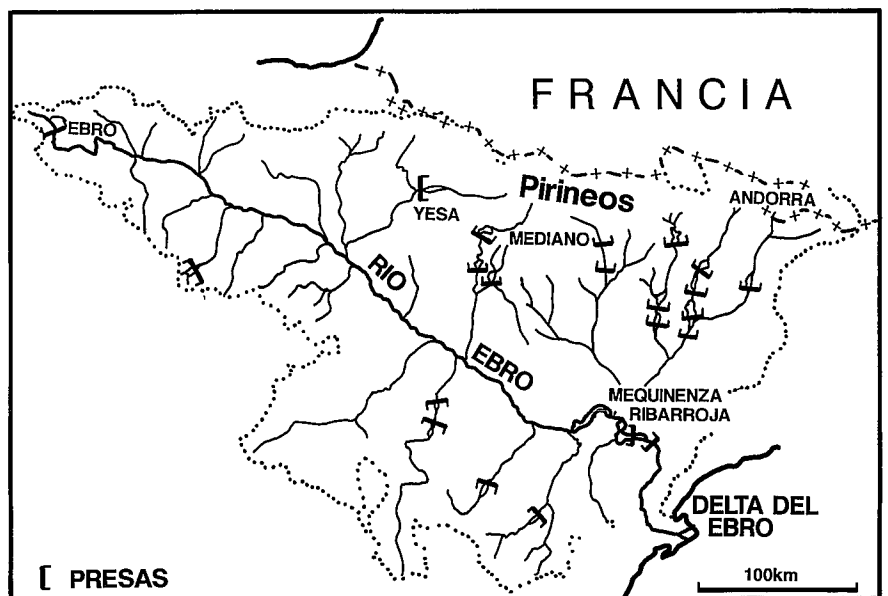 FRANCIA
EBRO
Pirineos
ANDORRA
YESA
MEDIANO
RIO
EBRO
MEQUINENZA
RIBARROJA
DELTA DEL
EBRO
[ PRESAS
100km